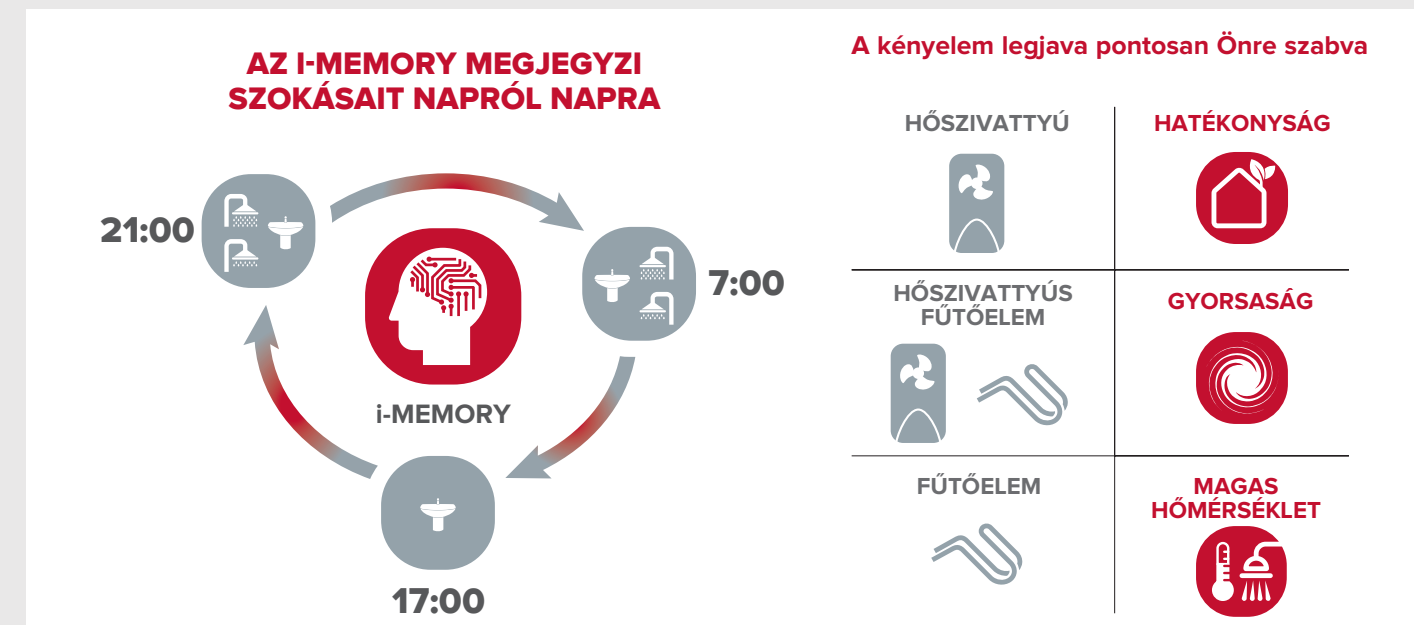 AZ I-MEMORY MEGJEGYZI
SZOKÁSAIT NAPRÓL NAPRA
21:00
7:00
i-MEMORY
17:00
A kényelem legjava pontosan Önre szabva
HŐSZIVATTYÚ
HATÉKONYSÁG
HŐSZIVATTYÚS
FŰTŐELEM
GYORSASÁG
FŰTŐELEM
MAGAS
HŐMÉRSÉKLET